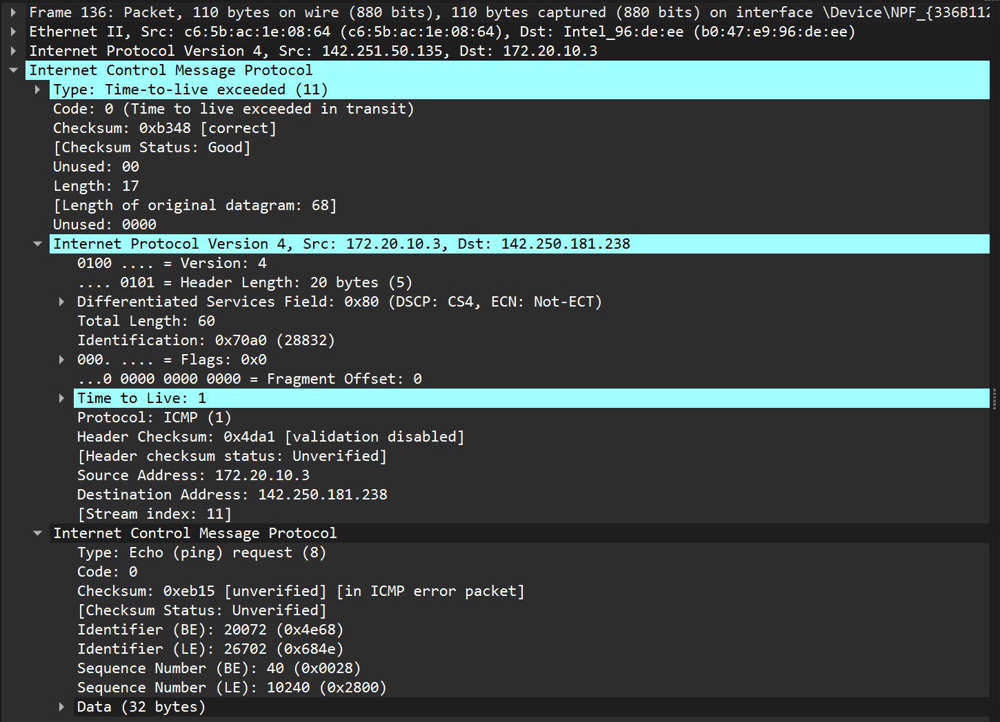 Frame 136: Packet, 110 bytes on wire (880 bits), 110 bytes captured (880 bits) on interface \Device\NPF_{336B112
Ethernet II, Src: c6:5b:ac:1e:08:64 (c6:5b:ac:1e:08:64), Dst: Intel_96:de:ee (b0:47:e9:96:de:ee)
Internet Protocol Version 4, Src: 142.251.50.135, Dst: 172.20.10.3
Internet Control Message Protocol
Type: Time-to-live exceeded (11)
Code: 0 (Time to live exceeded in transit)
Checksum: 0xb348 [correct]
[Checksum Status: Good]
Unused: 00
Length: 17
[Length of original datagram: 68]
Unused: 0000
Internet Protocol Version 4, Src: 172.20.10.3, Dst: 142.250.181.238
0100 .... = Version: 4
.... 0101 = Header Length: 20 bytes (5)
Differentiated Services Field: 0x80 (DSCP: CS4, ECN: Not-ECT)
Total Length: 60
Identification: 0x70a0 (28832)
000. .... = Flags: 0x0
...0 0000 0000 0000 = Fragment Offset: 0
Time to Live: 1
Protocol: ICMP (1)
Header Checksum: 0x4da1 [validation disabled]
[Header checksum status: Unverified]
Source Address: 172.20.10.3
Destination Address: 142.250.181.238
[Stream index: 11]
Internet Control Message Protocol
Type: Echo (ping) request (8)
Code: 0
Checksum: 0xeb15 [unverified] [in ICMP error packet]
[Checksum Status: Unverified]
Identifier (BE): 20072 (0x4e68)
Identifier (LE): 26702 (0x684e)
Sequence Number (BE): 40 (0x0028)
Sequence Number (LE): 10240 (0x2800)
Data (32 bytes)